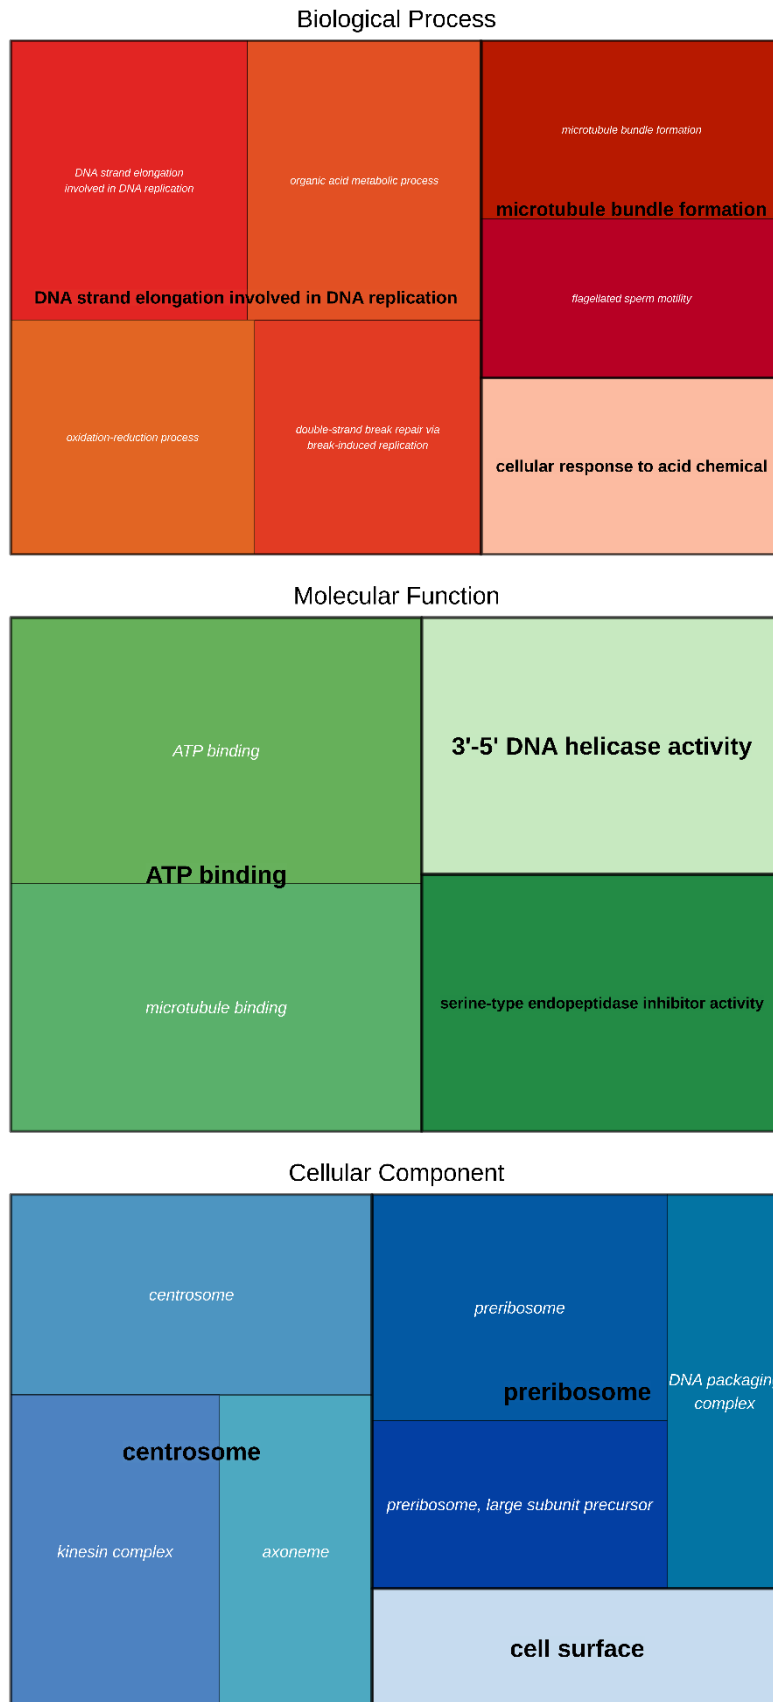 Biological Process
DNA strand elongation
involved in DNA replication
organic acid metabolic process
microtubule bundle formation
microtubule bundle formation
DNA strand elongation involved in DNA replication
flagellated sperm motility
oxidation-reduction process
double-strand break repair via
break-induced replication
cellular response to acid chemical
Molecular Function
ATP binding
3'-5' DNA helicase activity
ATP binding
microtubule binding
serine-type endopeptidase inhibitor activity
Cellular Component
centrosome
preribosome
DNA packaging
complex
preribosome
centrosome
preribosome, large subunit precursor
kinesin complex
axoneme
cell surface